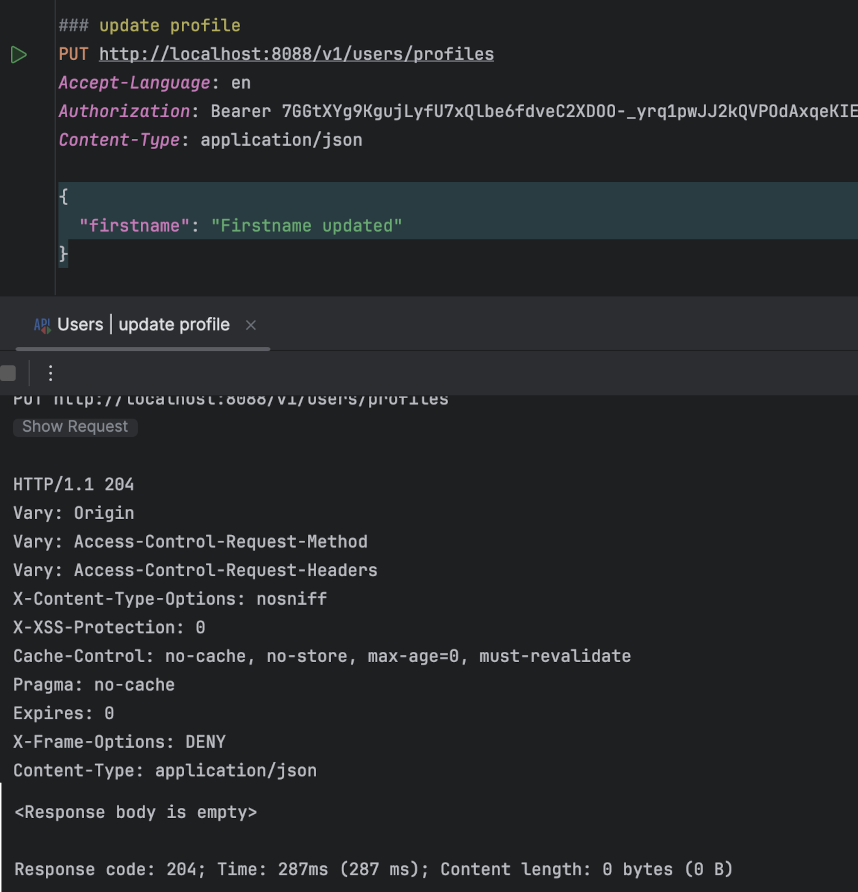 ### update profile
PUT http://localhost:8088/v1/users/profiles
Accept-Language: en
Authorization: Bearer 7GGtXYg9KgujLyfU7xQlbe6fdveC2XDOO-_yrq1pwJJ2kQVPOdAxqeKIE
Content-Type: application/json
{
"firstname": "Firstname updated"
}
API Users | update profile ×
PUT http://localhost:8088/v1/users/profiles
Show Request
HTTP/1.1 204
Vary: Origin
Vary: Access-Control-Request-Method
Vary: Access-Control-Request-Headers
X-Content-Type-Options: nosniff
X-XSS-Protection: 0
Cache-Control: no-cache, no-store, max-age=0, must-revalidate
Pragma: no-cache
Expires: 0
X-Frame-Options: DENY
Content-Type: application/json
<Response body is empty>
Response code: 204; Time: 287ms (287 ms); Content length: 0 bytes (0 B)